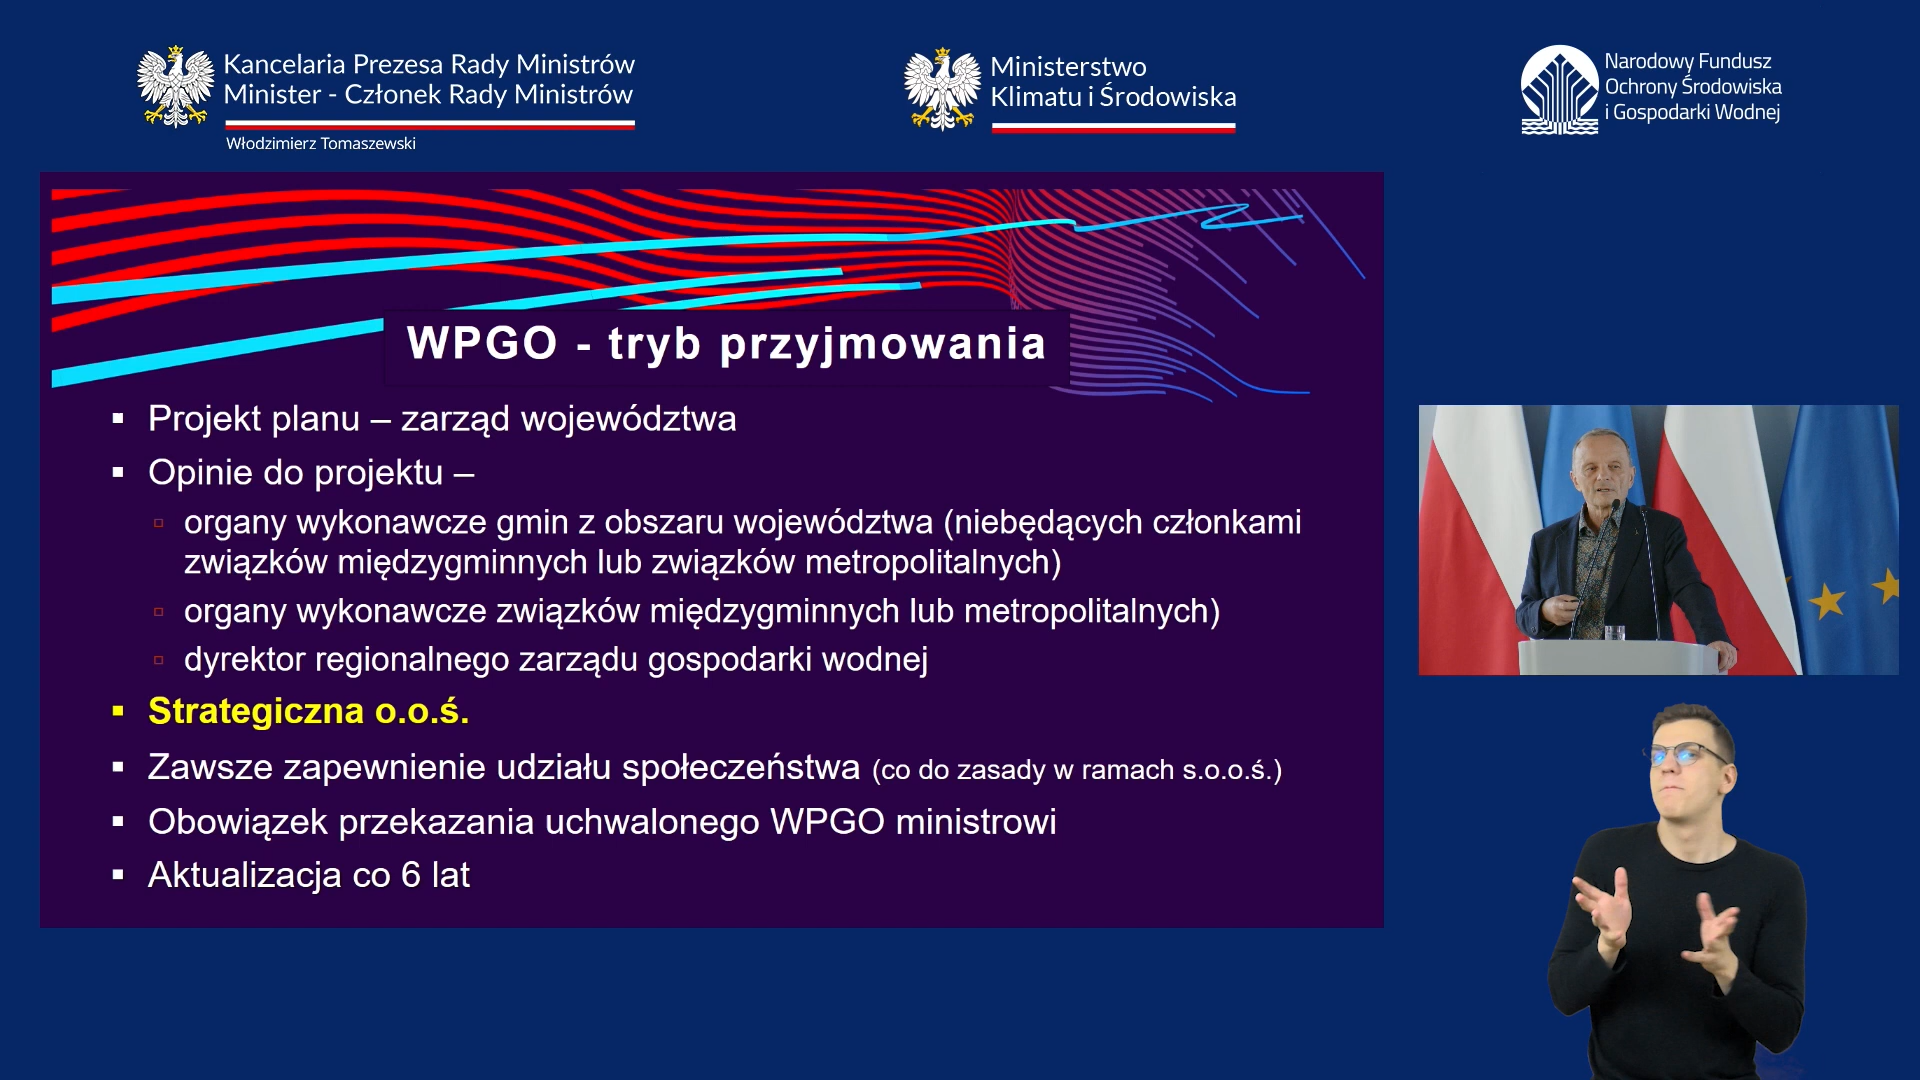 Kancelaria Prezesa Rady Ministrów
Minister - Członek Rady Ministrów
Włodzimierz Tomaszewski
Ministerstwo
Klimatu i Środowiska
Narodowy Fundusz
Ochrony Środowiska
i Gospodarki Wodnej
WPGO - tryb przyjmowania
▪ Projekt planu – zarząd województwa
▪ Opinie do projektu –
▫ organy wykonawcze gmin z obszaru województwa (niebędących członkami
związków międzygminnych lub związków metropolitalnych)
▫ organy wykonawcze związków międzygminnych lub metropolitalnych)
▫ dyrektor regionalnego zarządu gospodarki wodnej
▪ Strategiczna o.o.ś.
▪ Zawsze zapewnienie udziału społeczeństwa (co do zasady w ramach s.o.o.ś.)
▪ Obowiązek przekazania uchwalonego WPGO ministrowi
▪ Aktualizacja co 6 lat